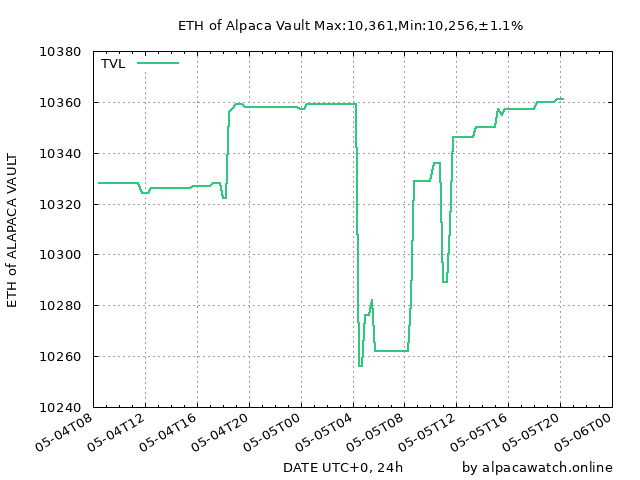 ETH of Alpaca Vault Max:10,361,Min:10,256,±1.1%
TVL
ETH of ALAPACA VAULT
10380
10360
10340
10320
10300
10280
10260
10240
05-04T08
05-04T12
05-04T16
05-04T20
05-05T00
05-05T04
05-05T08
05-05T12
05-05T16
05-05T20
05-06T00
DATE UTC+0, 24h
by alpacawatch.online